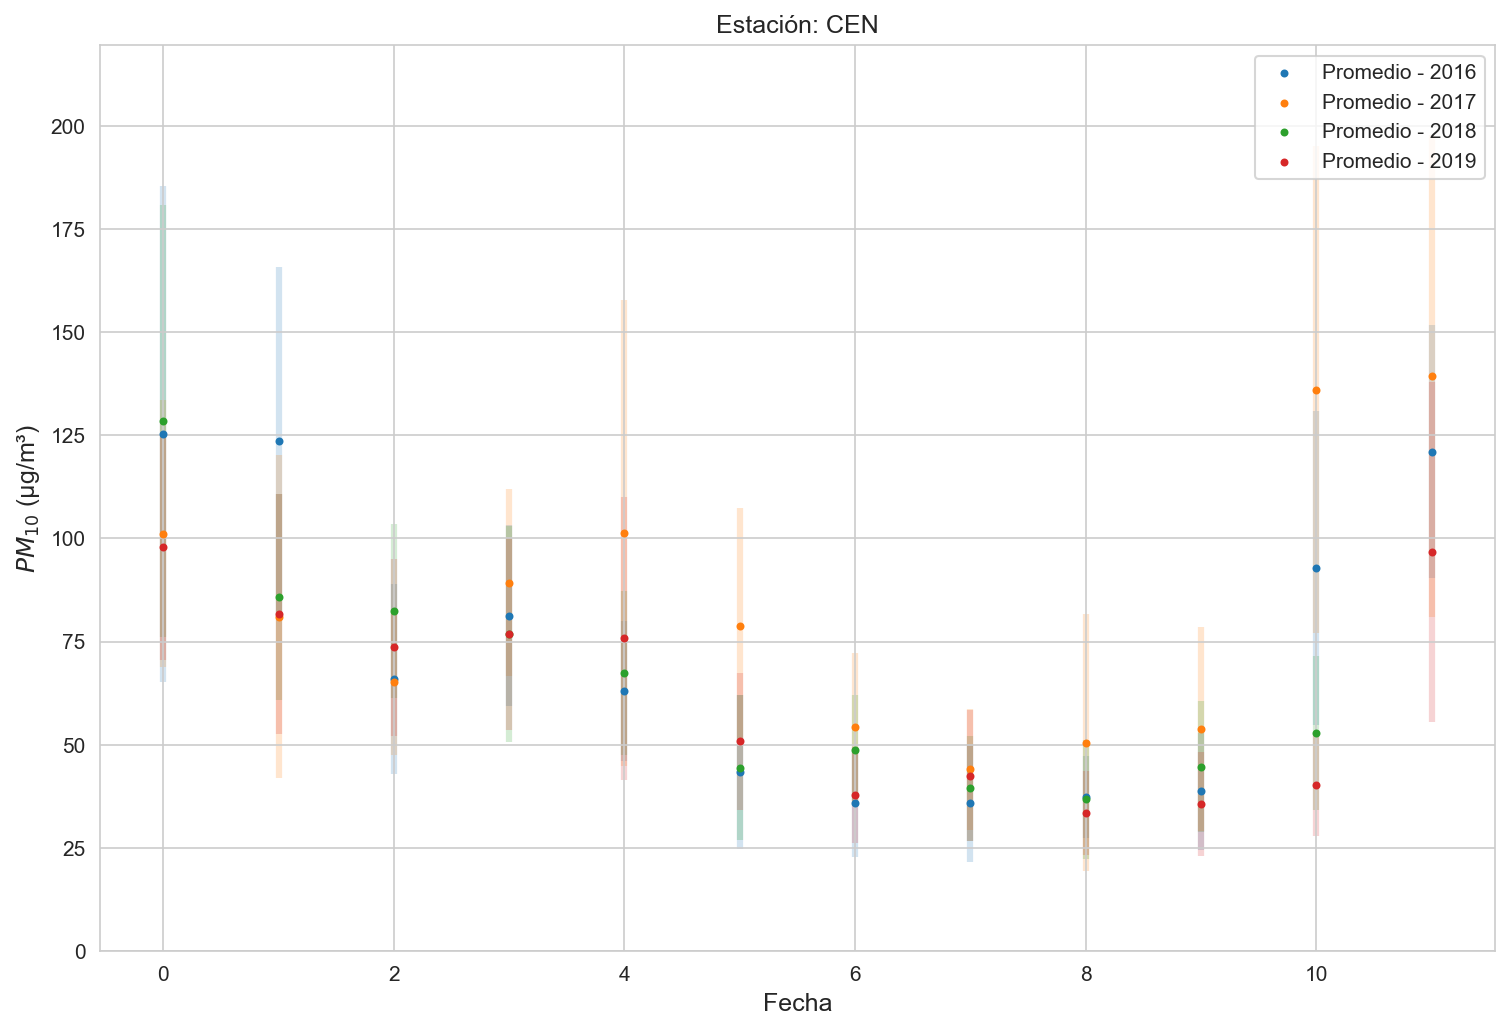 Estación: CEN
Promedio - 2016
Promedio - 2017
Promedio - 2018
Promedio - 2019
200
175
150
125
100
75
50
25
0
PM10 (μg/m³)
0 2 4 6 8 10
Fecha